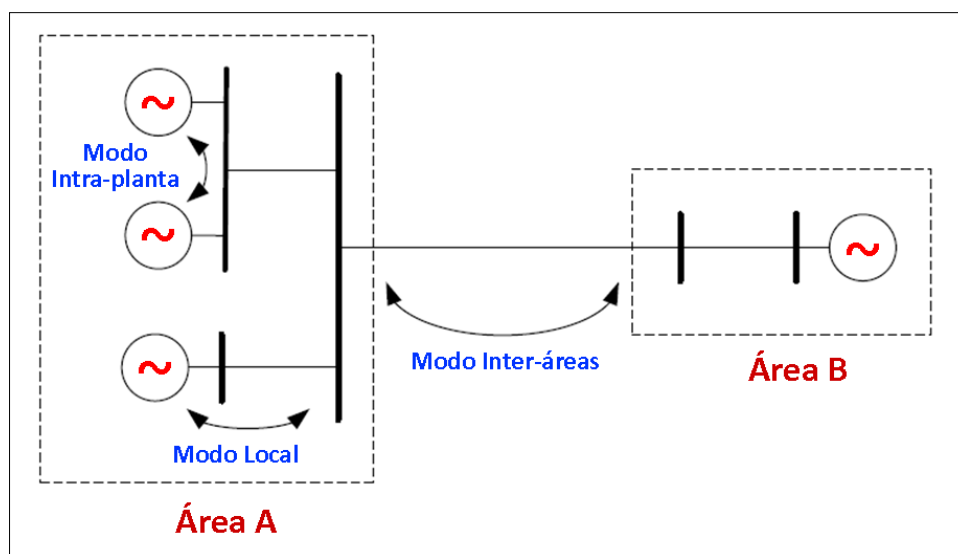 ~
Modo
Intra-planta
~
~
Modo Local
Área A
Modo Inter-áreas
~
Área B